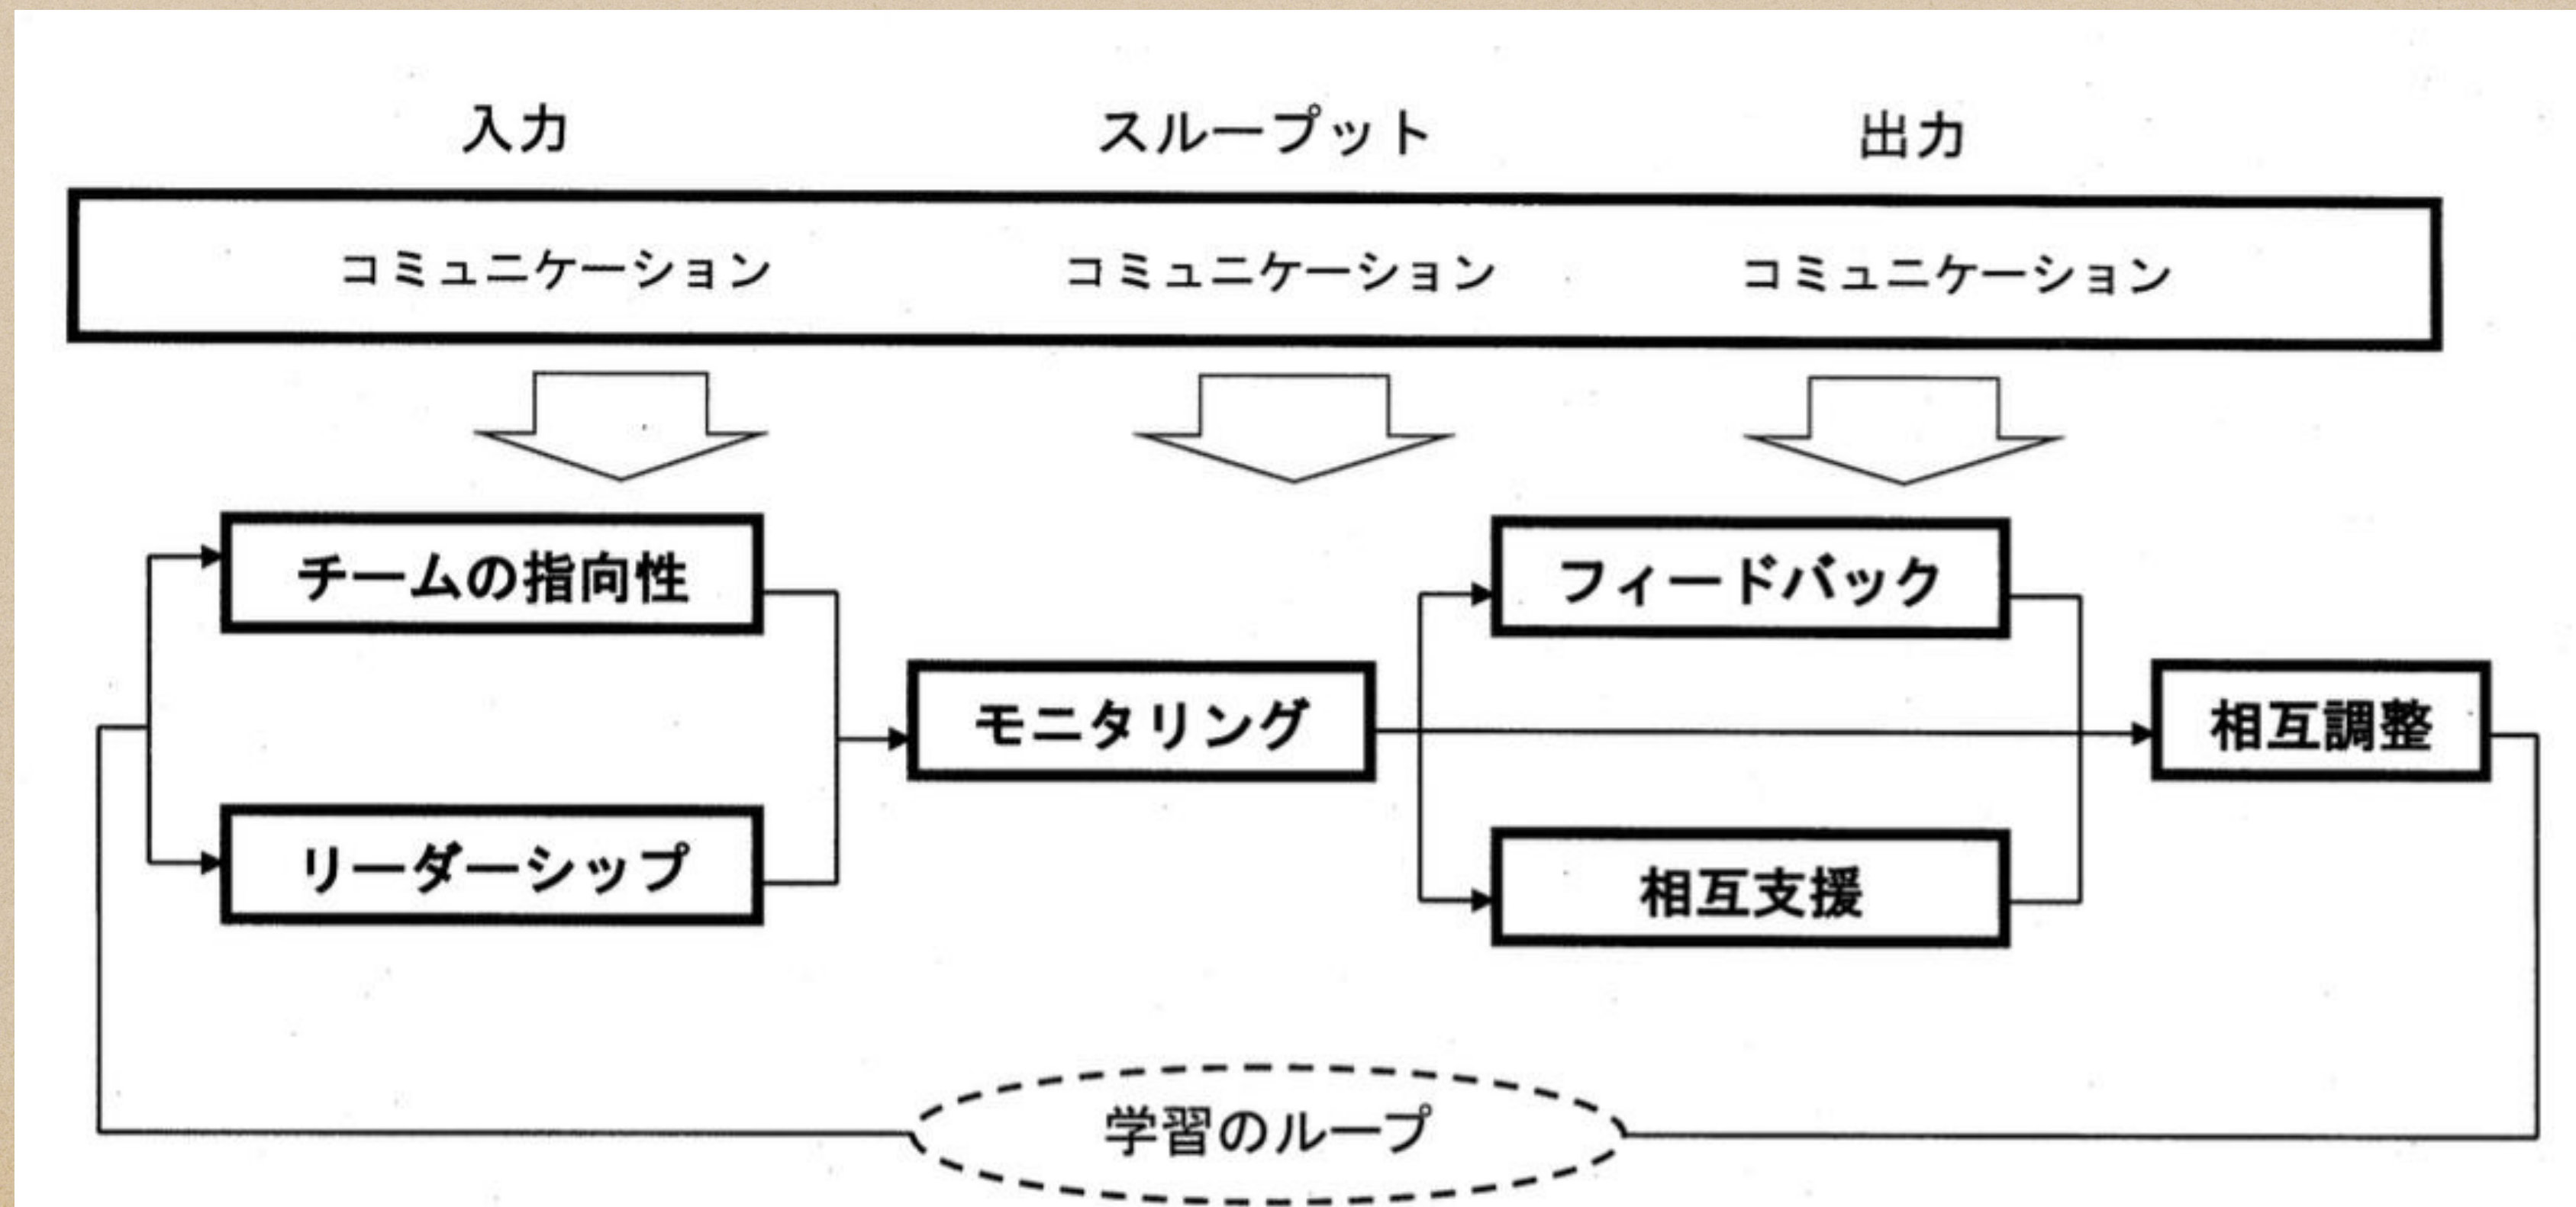 入力 スループット 出力
コミュニケーション コミュニケーション コミュニケーション
チームの指向性 フィードバック
モニタリング 相互調整
リーダーシップ 相互支援
学習のループ